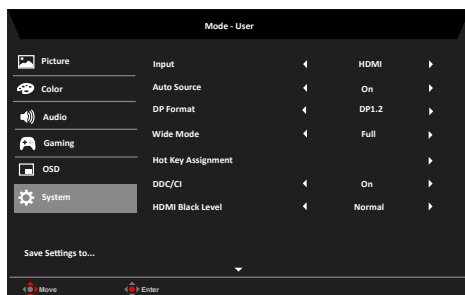 Mode - User
Picture
Color
Audio
Gaming
OSD
System
Input HDMI
Auto Source On
DP Format DP1.2
Wide Mode Full
Hot Key Assignment
DDC/CI On
HDMI Black Level Normal
Save Settings to...
Move Enter